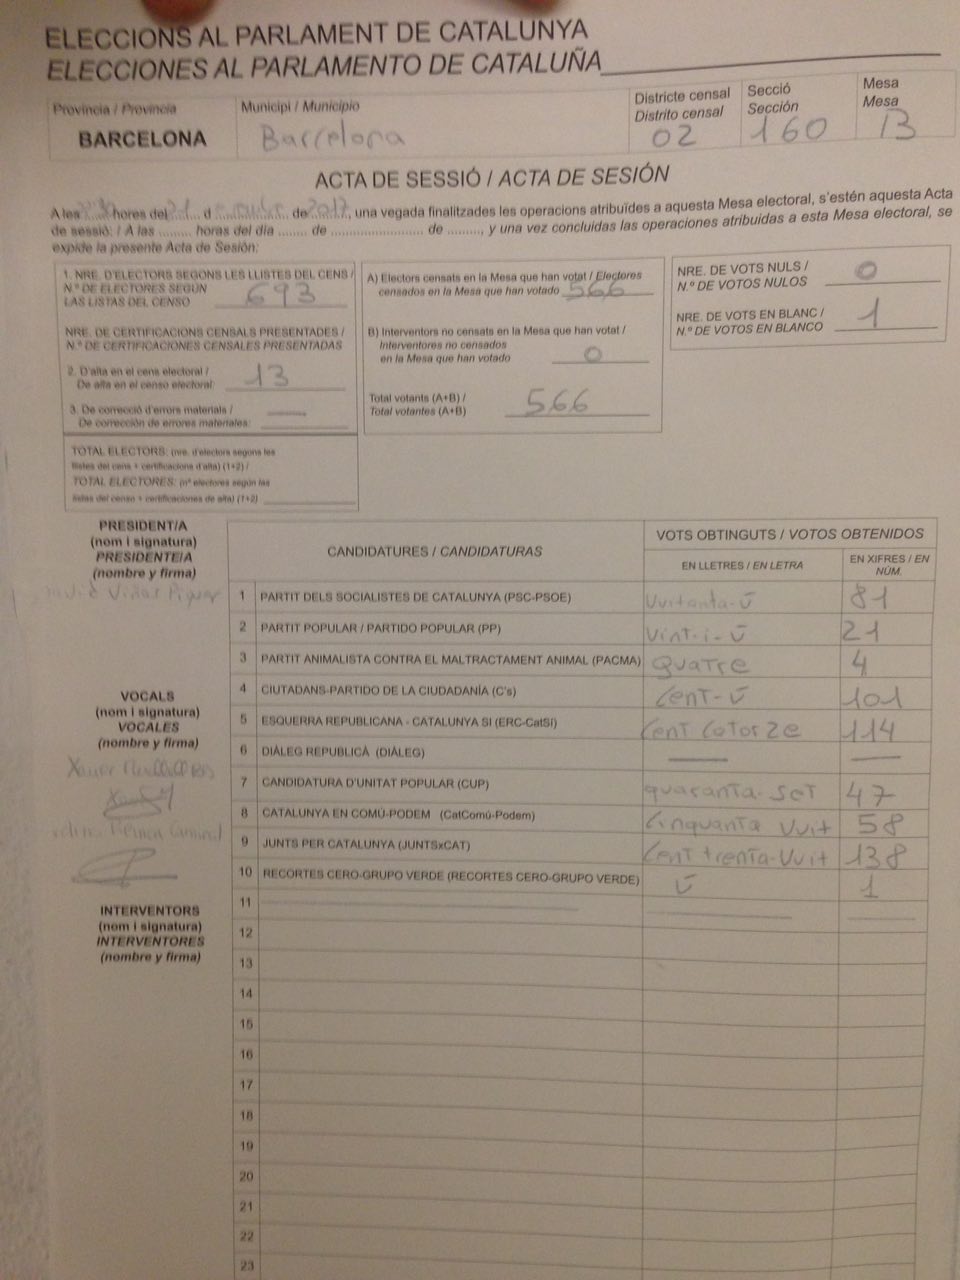 ELECCIONS AL PARLAMENT DE CATALUNYA
ELECCIONES AL PARLAMENTO DE CATALUÑA
Provincia / Provincia
BARCELONA
Municipi / Municipio
Barcelona
Districte censal
Distrito censal
02
Secció
Sección
160
Mesa
Mesa
B
ACTA DE SESSIÓ / ACTA DE SESIÓN
A les ...... hores del 21 d ............ de 2017, una vegada finalitzades les operacions atribuïdes a aquesta Mesa electoral, s'estén aquesta Acta
de sessió: / A las .......... horas del día ........ de .................. de ........., y una vez concluidas las operaciones atribuidas a esta Mesa electoral, se
expide la presente Acta de Sesión:
1. NRE. D'ELECTORS SEGONS LES LLISTES DEL CENS /
N.º DE ELECTORES SEGÚN
LAS LISTAS DEL CENSO 693
NRE. DE CERTIFICACIONS CENSALS PRESENTADES /
N.º DE CERTIFICACIONES CENSALES PRESENTADAS
2. D'alta en el cens electoral /
De alta en el censo electoral: 13
3. De correcció d'errors materials /
De corrección de errores materiales: —
TOTAL ELECTORS: (nre. d'electors segons les
llistes del cens + certificacions d'alta) (1+2) /
TOTAL ELECTORES: (nº electores según las
listas del censo + certificaciones de alta) (1+2)
A) Electors censats en la Mesa que han votat / Electores
censados en la Mesa que han votado 566
B) Interventors no censats en la Mesa que han votat /
Interventores no censados
en la Mesa que han votado 0
Total votants (A+B) /
Total votantes (A+B) 566
NRE. DE VOTS NULS /
N.º DE VOTOS NULOS 0
NRE. DE VOTS EN BLANC /
N.º DE VOTOS EN BLANCO 1
PRESIDENT/A
(nom i signatura)
PRESIDENTE/A
(nombre y firma)
David Viñas Piquer
VOCALS
(nom i signatura)
VOCALES
(nombre y firma)
Xavier
INTERVENTORS
(nom i signatura)
INTERVENTORES
(nombre y firma)
CANDIDATURES / CANDIDATURAS
VOTS OBTINGUTS / VOTOS OBTENIDOS
EN LLETRES / EN LETRA
EN XIFRES / EN
NÚM.
1 PARTIT DELS SOCIALISTES DE CATALUNYA (PSC-PSOE) Vuitanta-ú 81
2 PARTIT POPULAR / PARTIDO POPULAR (PP) Vint-i-ú 21
3 PARTIT ANIMALISTA CONTRA EL MALTRACTAMENT ANIMAL (PACMA) quatre 4
4 CIUTADANS-PARTIDO DE LA CIUDADANÍA (C's) Cent-ú 101
5 ESQUERRA REPUBLICANA - CATALUNYA SI (ERC-CatSí) Cent catorze 114
6 DIÀLEG REPUBLICÀ (DIÀLEG) — —
7 CANDIDATURA D'UNITAT POPULAR (CUP) quaranta-set 47
8 CATALUNYA EN COMÚ-PODEM (CatComú-Podem) Cinquanta vuit 58
9 JUNTS PER CATALUNYA (JUNTSxCAT) Cent trenta-vuit 138
10 RECORTES CERO-GRUPO VERDE (RECORTES CERO-GRUPO VERDE) ú 1
11
12
13
14
15
16
17
18
19
20
21
22
23